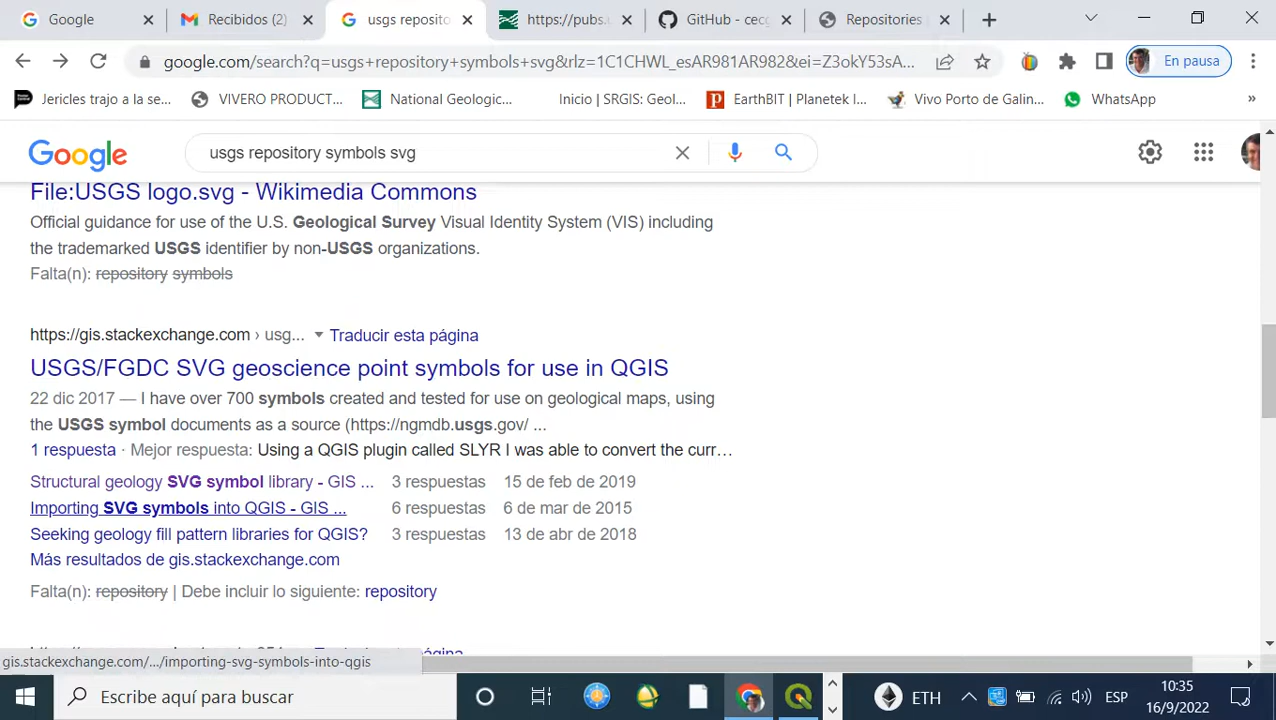 Google
Recibidos (2)
usgs reposito
https://pubs.
GitHub - cecg
Repositories
google.com/search?q=usgs+repository+symbols+svg&rlz=1C1CHWL_esAR981AR982&ei=Z3okY53sA...
En pausa
Jericles trajo a la se...
VIVERO PRODUCT...
National Geologic...
Inicio | SRGIS: Geol...
EarthBIT | Planetek I...
Vivo Porto de Galin...
WhatsApp
»
Google
usgs repository symbols svg
File:USGS logo.svg - Wikimedia Commons
Official guidance for use of the U.S. Geological Survey Visual Identity System (VIS) including
the trademarked USGS identifier by non-USGS organizations.
Falta(n): repository symbols
https://gis.stackexchange.com › usg... Traducir esta página
USGS/FGDC SVG geoscience point symbols for use in QGIS
22 dic 2017 — I have over 700 symbols created and tested for use on geological maps, using
the USGS symbol documents as a source (https://ngmdb.usgs.gov/ ...
1 respuesta · Mejor respuesta: Using a QGIS plugin called SLYR I was able to convert the curr…
Structural geology SVG symbol library - GIS ... 3 respuestas 15 de feb de 2019
Importing SVG symbols into QGIS - GIS ... 6 respuestas 6 de mar de 2015
Seeking geology fill pattern libraries for QGIS? 3 respuestas 13 de abr de 2018
Más resultados de gis.stackexchange.com
Falta(n): repository | Debe incluir lo siguiente: repository
gis.stackexchange.com/.../importing-svg-symbols-into-qgis
Escribe aquí para buscar
ETH
ESP
10:35
16/9/2022